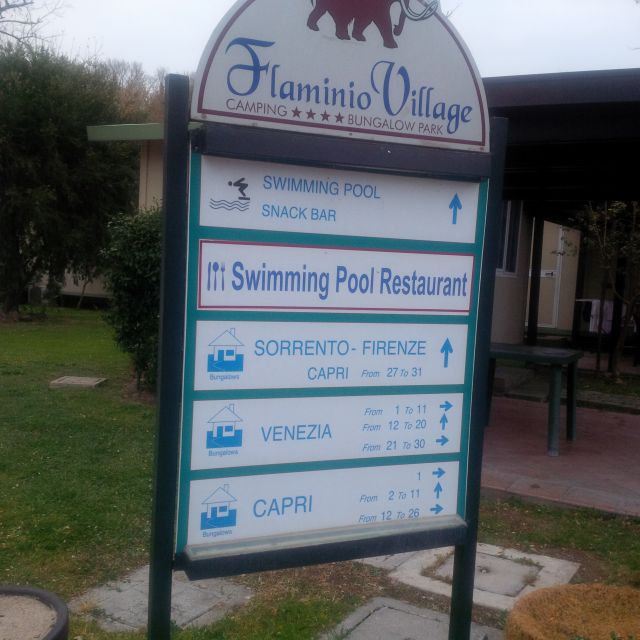 Flaminio Village
CAMPING ★★★★ BUNGALOW PARK
SWIMMING POOL
SNACK BAR
Swimming Pool Restaurant
Bungalows
SORRENTO - FIRENZE
CAPRI From 27 To 31
Bungalows
VENEZIA
From 1 To 11
From 12 To 20
From 21 To 30
Bungalows
CAPRI
1
From 2 To 11
From 12 To 26